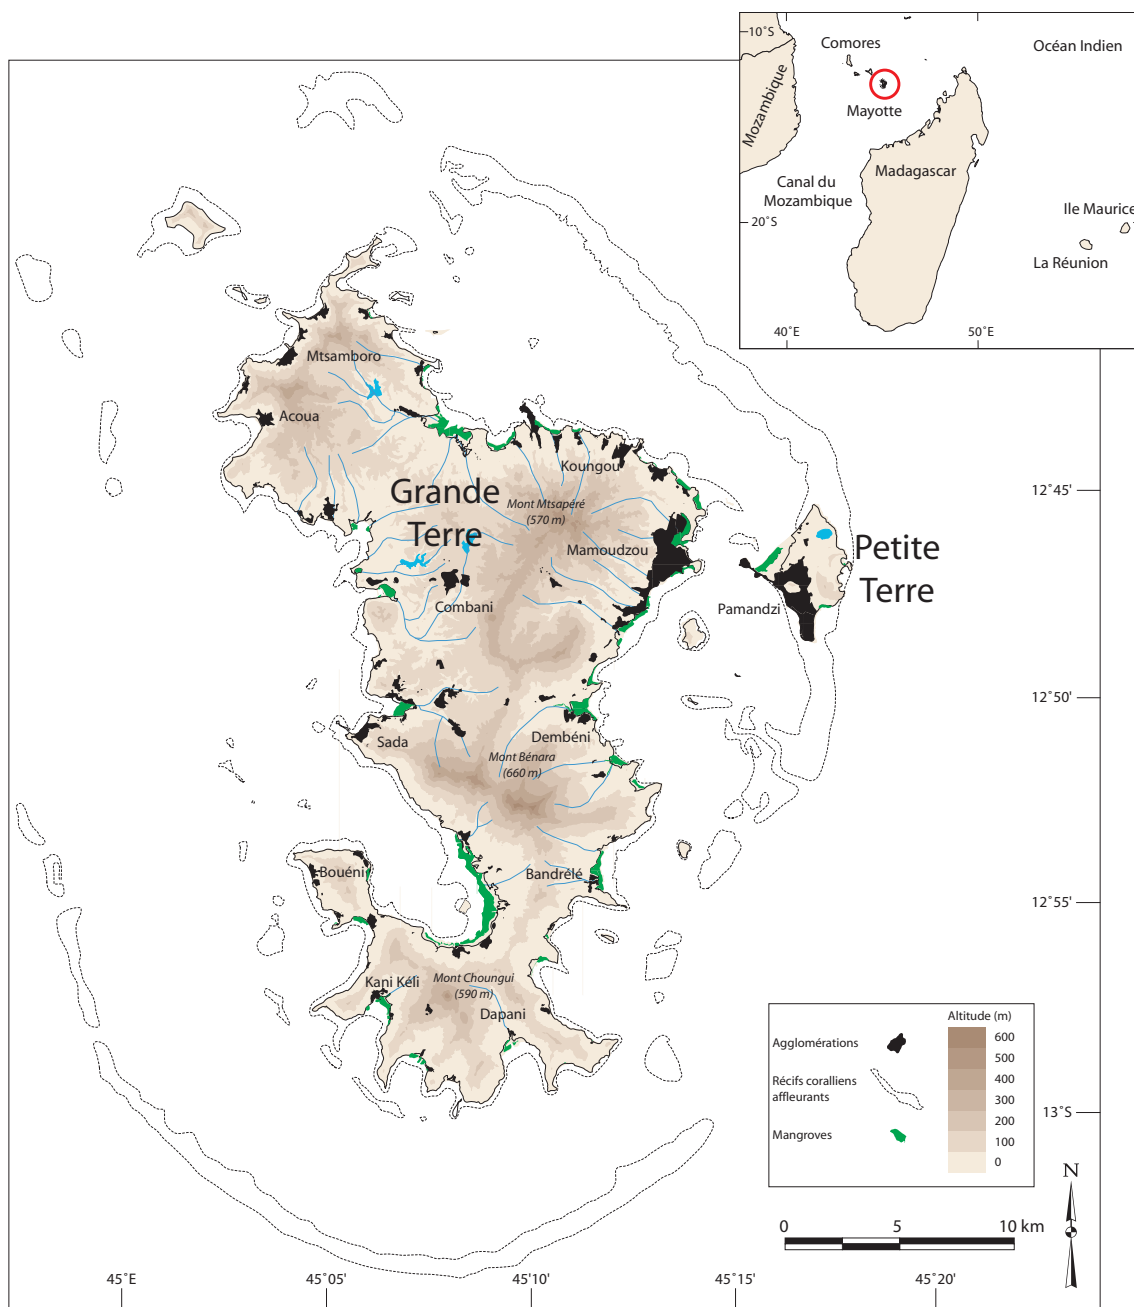 10˚S
Comores
Océan Indien
Mozambique
Mayotte
Madagascar
Canal du
Mozambique
Ile Maurice
20˚S
La Réunion
40˚E
50˚E
Mtsamboro
Acoua
Koungou
Grande
Terre
Mont Mtsapéré
(570 m)
12˚45'
Mamoudzou
Petite
Terre
Combani
Pamandzi
12˚50'
Sada
Dembéni
Mont Bénara
(660 m)
Bouéni
Bandrélé
12˚55'
Kani Kéli
Mont Choungui
(590 m)
Dapani
Altitude (m)
Agglomérations
Récifs coralliens
affleurants
Mangroves
600
500
400
300
200
100
0
13˚S
N
0
5
10 km
45˚E
45˚05'
45˚10'
45˚15'
45˚20'